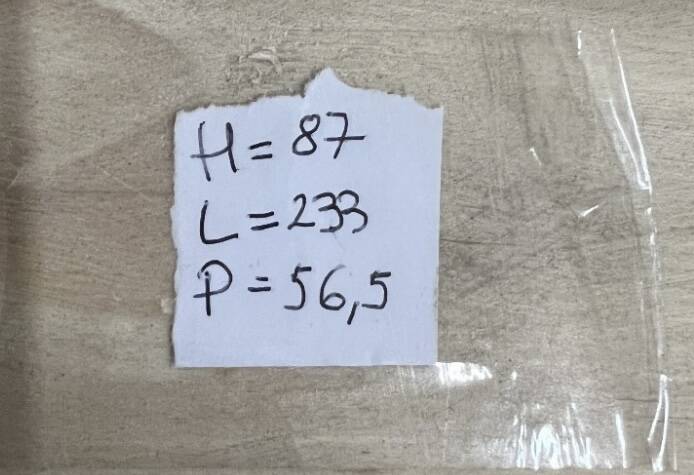 H = 87
L = 233
P = 56,5